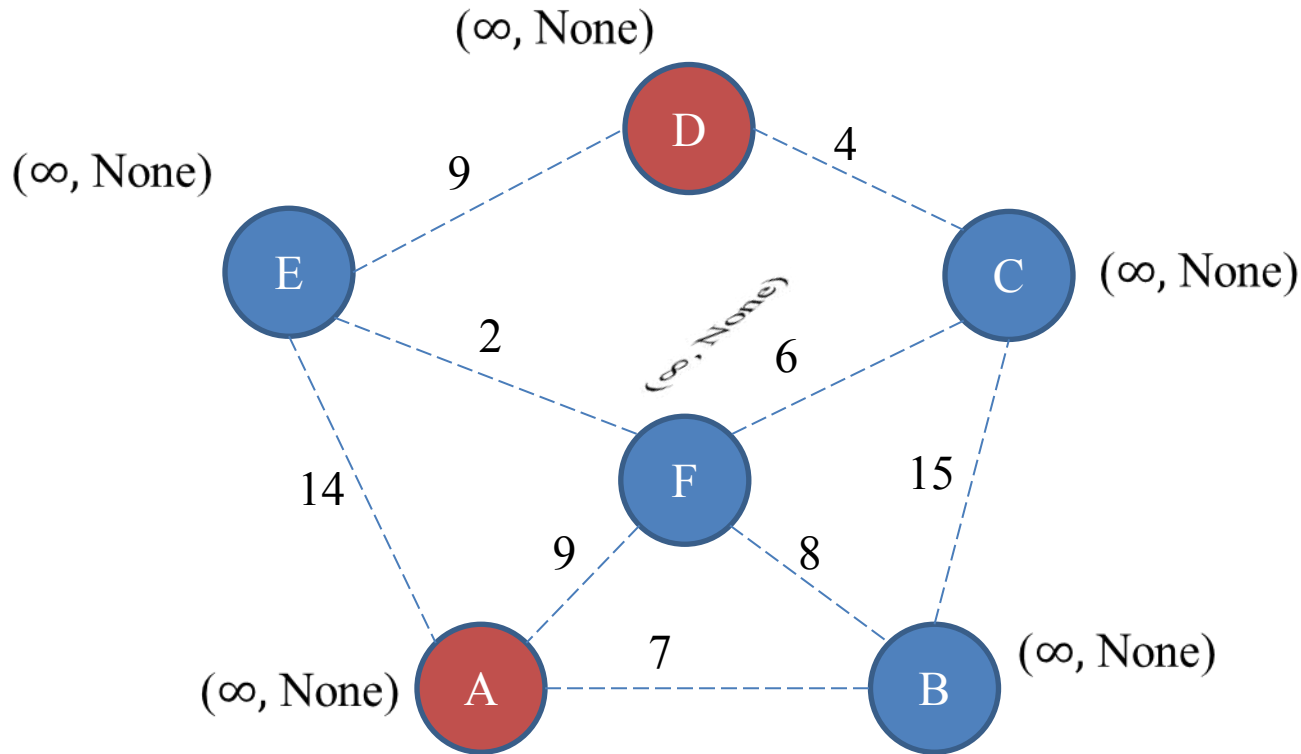 (∞, None)
D
4
9
(∞, None)
E
C
(∞, None)
(∞, None)
2
6
F
14
15
9
8
7
(∞, None)
A
B
(∞, None)